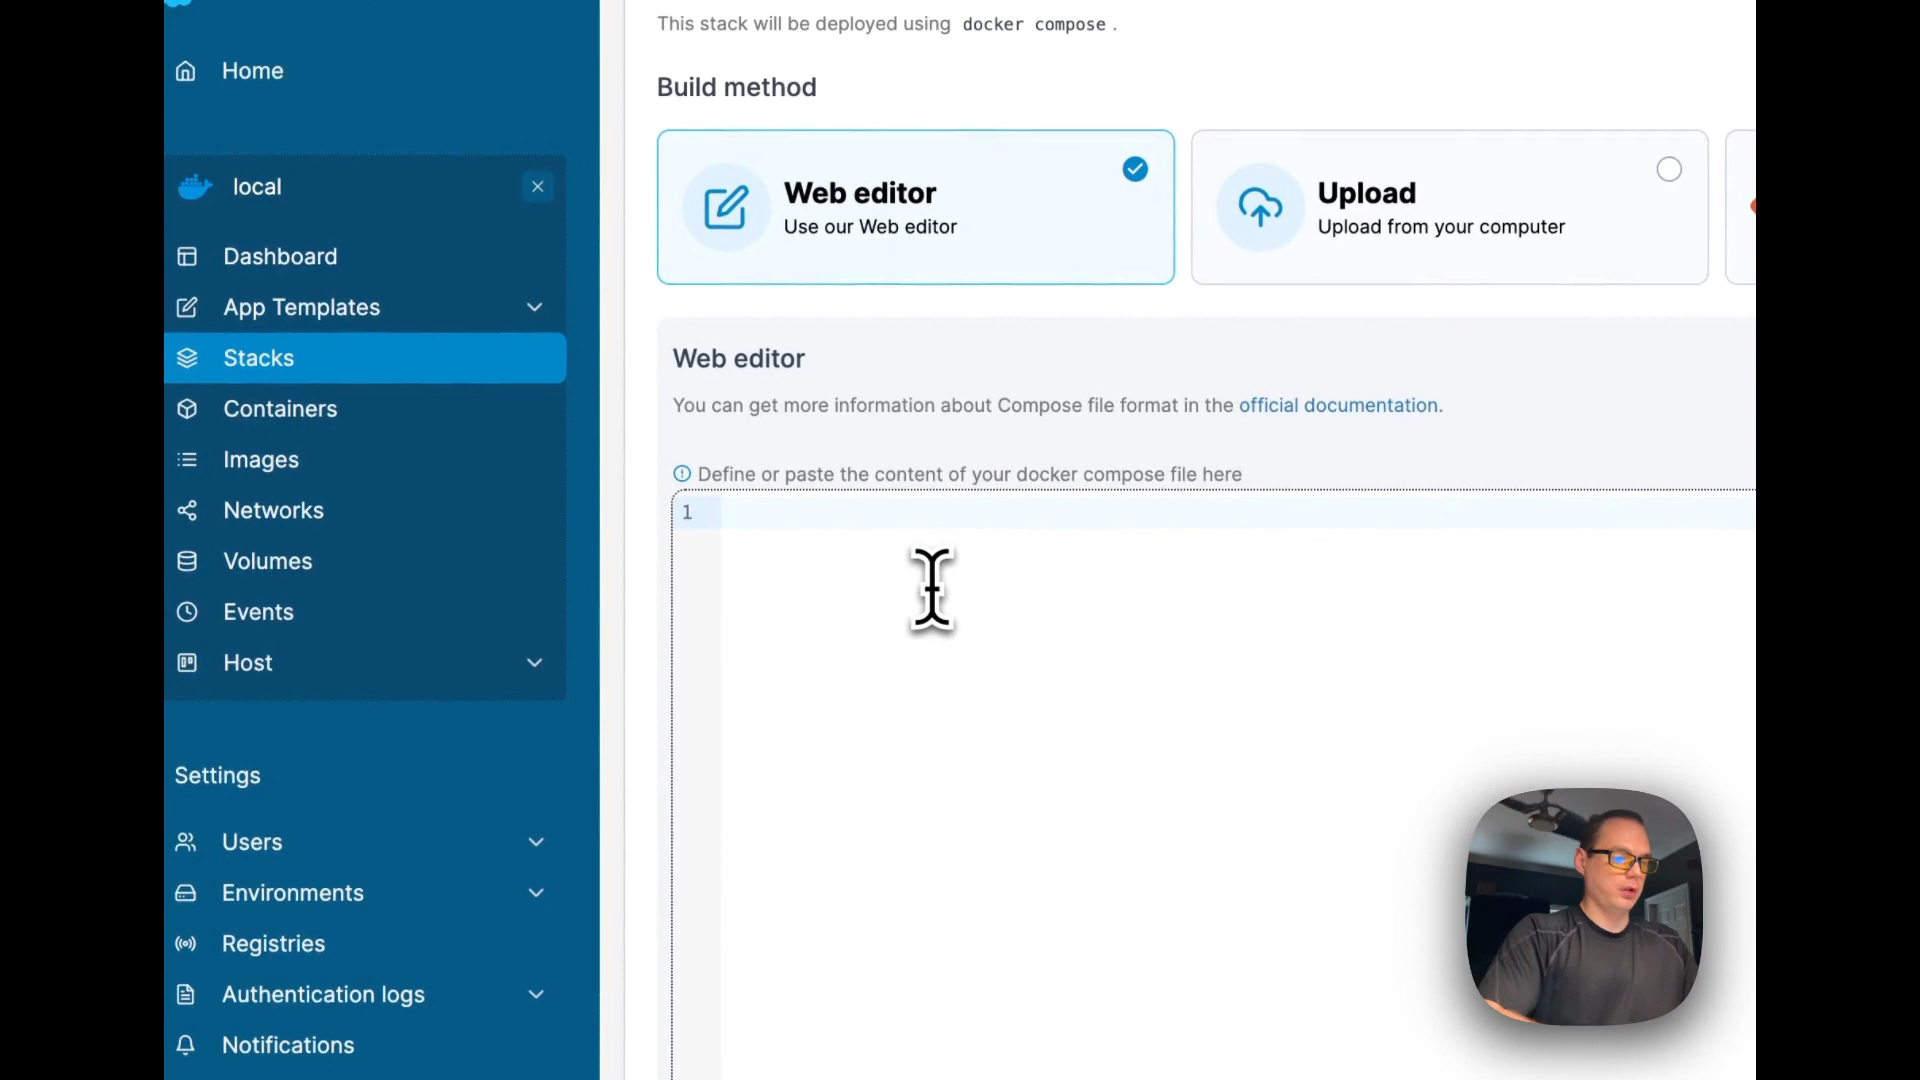 Home
local
Dashboard
App Templates
Stacks
Containers
Images
Networks
Volumes
Events
Host
Settings
Users
Environments
Registries
Authentication logs
Notifications
This stack will be deployed using docker compose .
Build method
Web editor
Use our Web editor
Upload
Upload from your computer
Web editor
You can get more information about Compose file format in the official documentation.
Define or paste the content of your docker compose file here
1